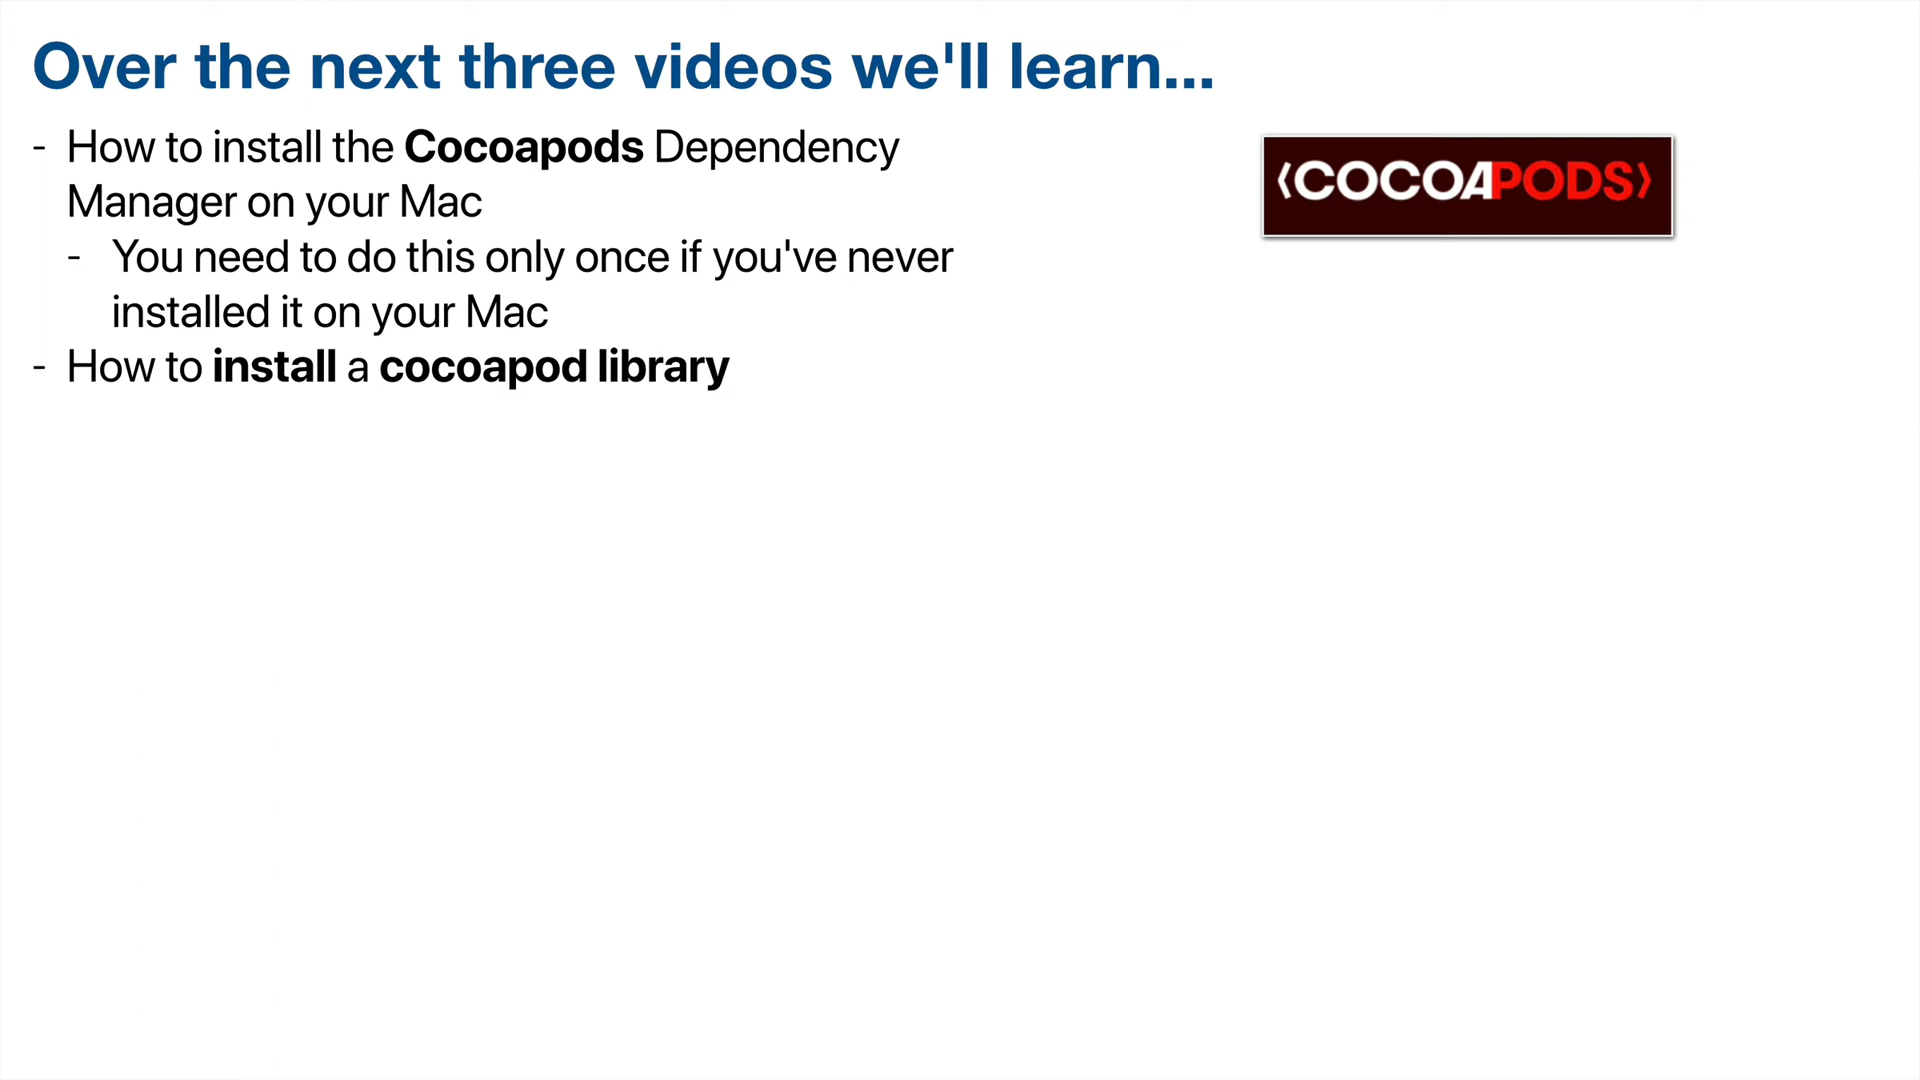 Over the next three videos we'll learn...
- How to install the Cocoapods Dependency
Manager on your Mac
- You need to do this only once if you've never
installed it on your Mac
- How to install a cocoapod library
⟨COCOAPODS⟩